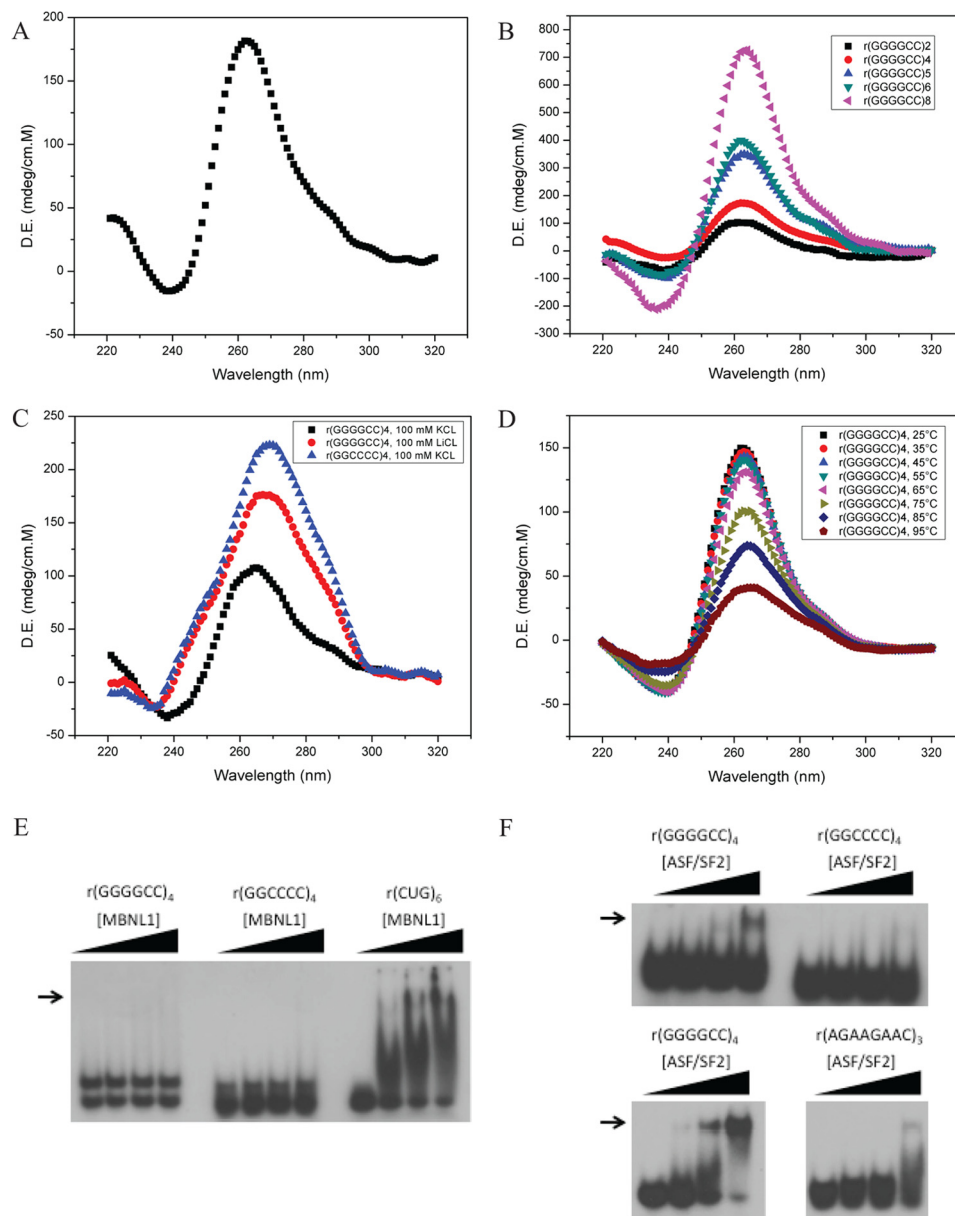 A
D.E. (mdeg/cm.M)
200
150
100
50
0
-50
220 240 260 280 300 320
Wavelength (nm)
B
D.E. (mdeg/cm.M)
800
700
600
500
400
300
200
100
0
-100
-200
-300
220 240 260 280 300 320
Wavelength (nm)
r(GGGGCC)2
r(GGGGCC)4
r(GGGGCC)5
r(GGGGCC)6
r(GGGGCC)8
C
D.E. (mdeg/cm.M)
250
200
150
100
50
0
-50
220 240 260 280 300 320
Wavelength (nm)
r(GGGGCC)4, 100 mM KCL
r(GGGGCC)4, 100 mM LiCL
r(GGCCCC)4, 100 mM KCL
D
D.E. (mdeg/cm.M)
150
100
50
0
-50
220 240 260 280 300 320
Wavelength (nm)
r(GGGGCC)4, 25°C
r(GGGGCC)4, 35°C
r(GGGGCC)4, 45°C
r(GGGGCC)4, 55°C
r(GGGGCC)4, 65°C
r(GGGGCC)4, 75°C
r(GGGGCC)4, 85°C
r(GGGGCC)4, 95°C
E
r(GGGGCC)₄ r(GGCCCC)₄ r(CUG)₆
[MBNL1] [MBNL1] [MBNL1]
F
r(GGGGCC)₄ r(GGCCCC)₄
[ASF/SF2] [ASF/SF2]
r(GGGGCC)₄ r(AGAAGAAC)₃
[ASF/SF2] [ASF/SF2]